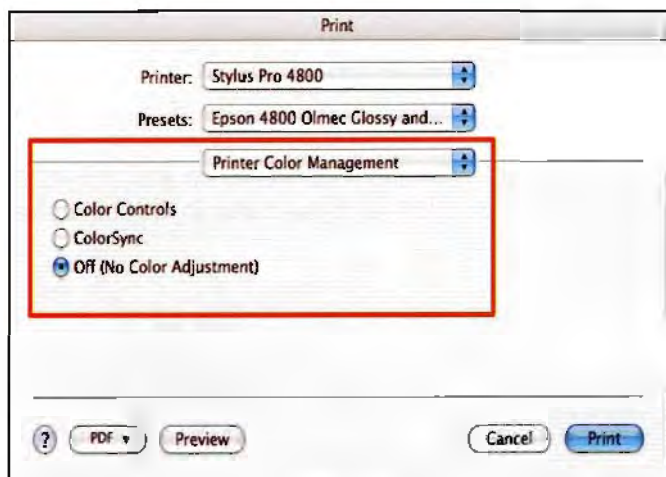 Print
Printer: Stylus Pro 4800
Presets: Epson 4800 Olmec Glossy and...
Printer Color Management
Color Controls
ColorSync
Off (No Color Adjustment)
? PDF Preview Cancel Print